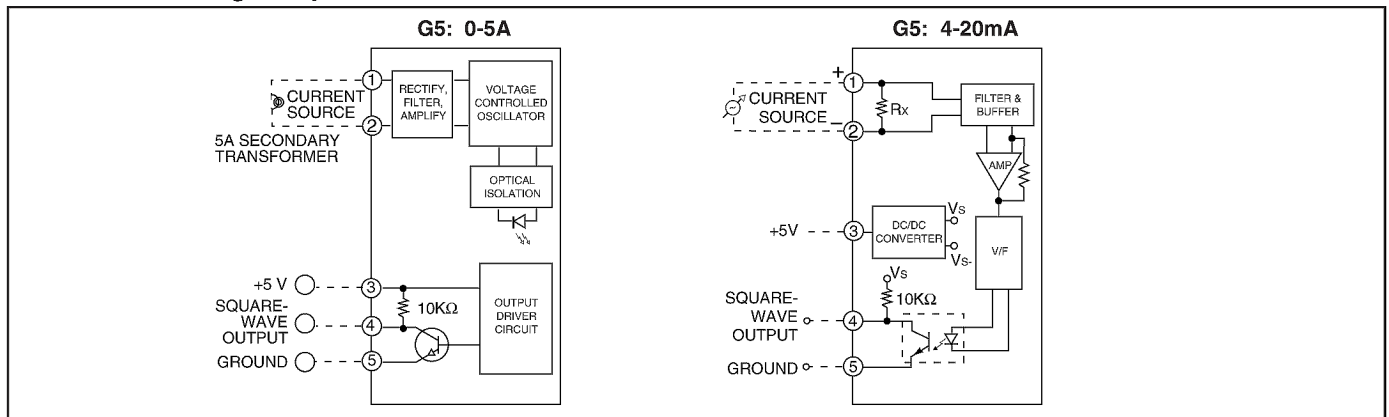 G5: 0-5A
1
CURRENT
SOURCE
2
5A SECONDARY
TRANSFORMER
RECTIFY,
FILTER,
AMPLIFY
VOLTAGE
CONTROLLED
OSCILLATOR
OPTICAL
ISOLATION
+5 V
3
10KΩ
SQUARE-
WAVE
OUTPUT
4
GROUND
5
OUTPUT
DRIVER
CIRCUIT
G5: 4-20mA
+
1
CURRENT
SOURCE
–
2
Rx
FILTER &
BUFFER
AMP
+5V
3
DC/DC
CONVERTER
Vs
Vs-
V/F
Vs
10KΩ
SQUARE-
WAVE
OUTPUT
4
GROUND
5